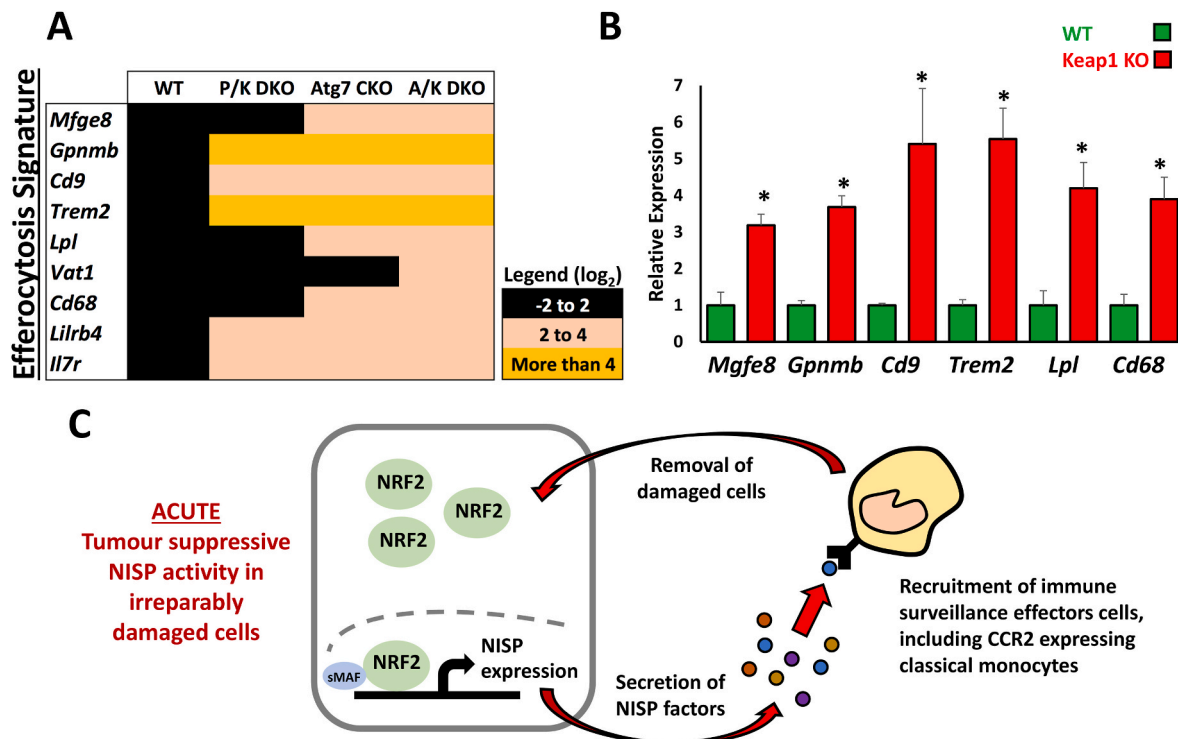 A
Efferocytosis Signature
WT P/K DKO Atg7 CKO A/K DKO
Mfge8
Gpnmb
Cd9
Trem2
Lpl
Vat1
Cd68
Lilrb4
Il7r
Legend (log2)
-2 to 2
2 to 4
More than 4
B
WT
Keap1 KO
Relative Expression
7
6
5
4
3
2
1
0
* * * * * *
Mgfe8 Gpnmb Cd9 Trem2 Lpl Cd68
C
ACUTE
Tumour suppressive
NISP activity in
irreparably
damaged cells
NRF2
NRF2
NRF2
sMAF
NRF2
NISP
expression
Removal of
damaged cells
Secretion of
NISP factors
Recruitment of immune
surveillance effectors cells,
including CCR2 expressing
classical monocytes